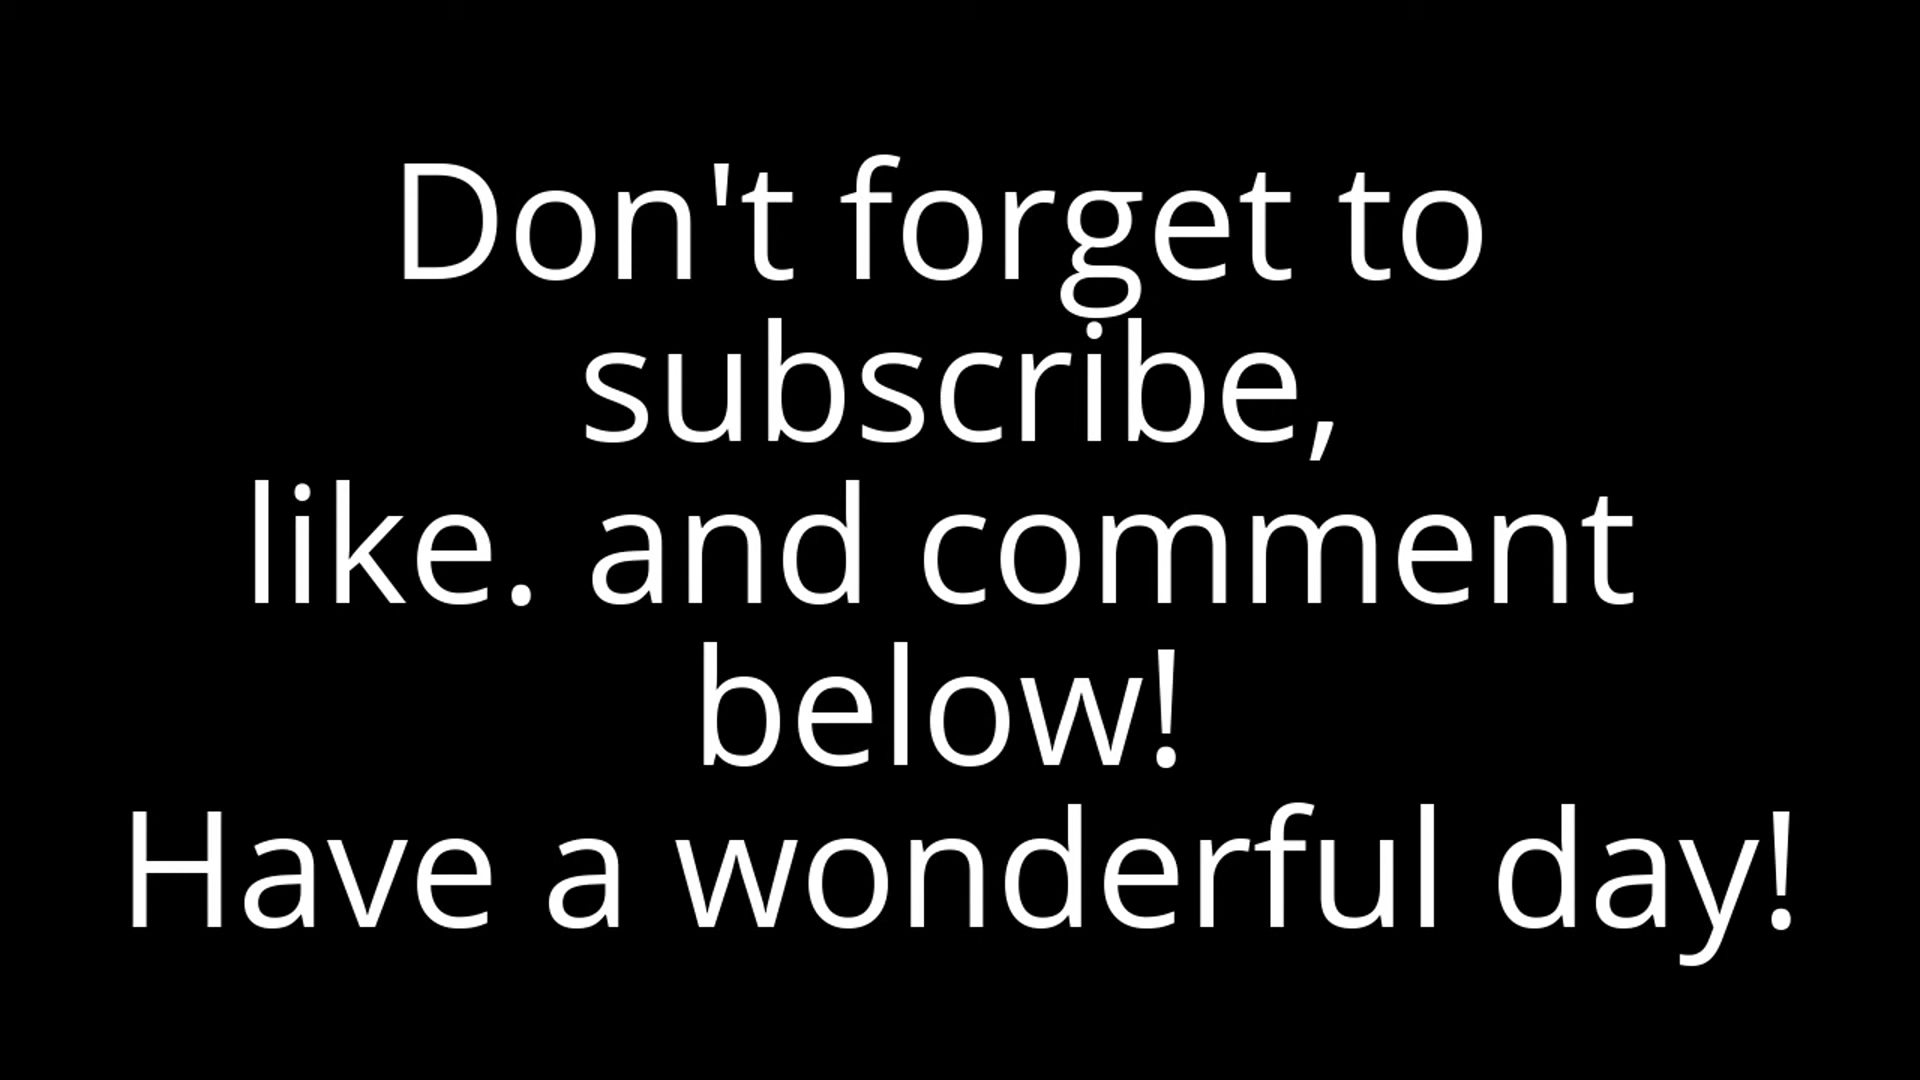 Don't forget to
subscribe,
like. and comment
below!
Have a wonderful day!